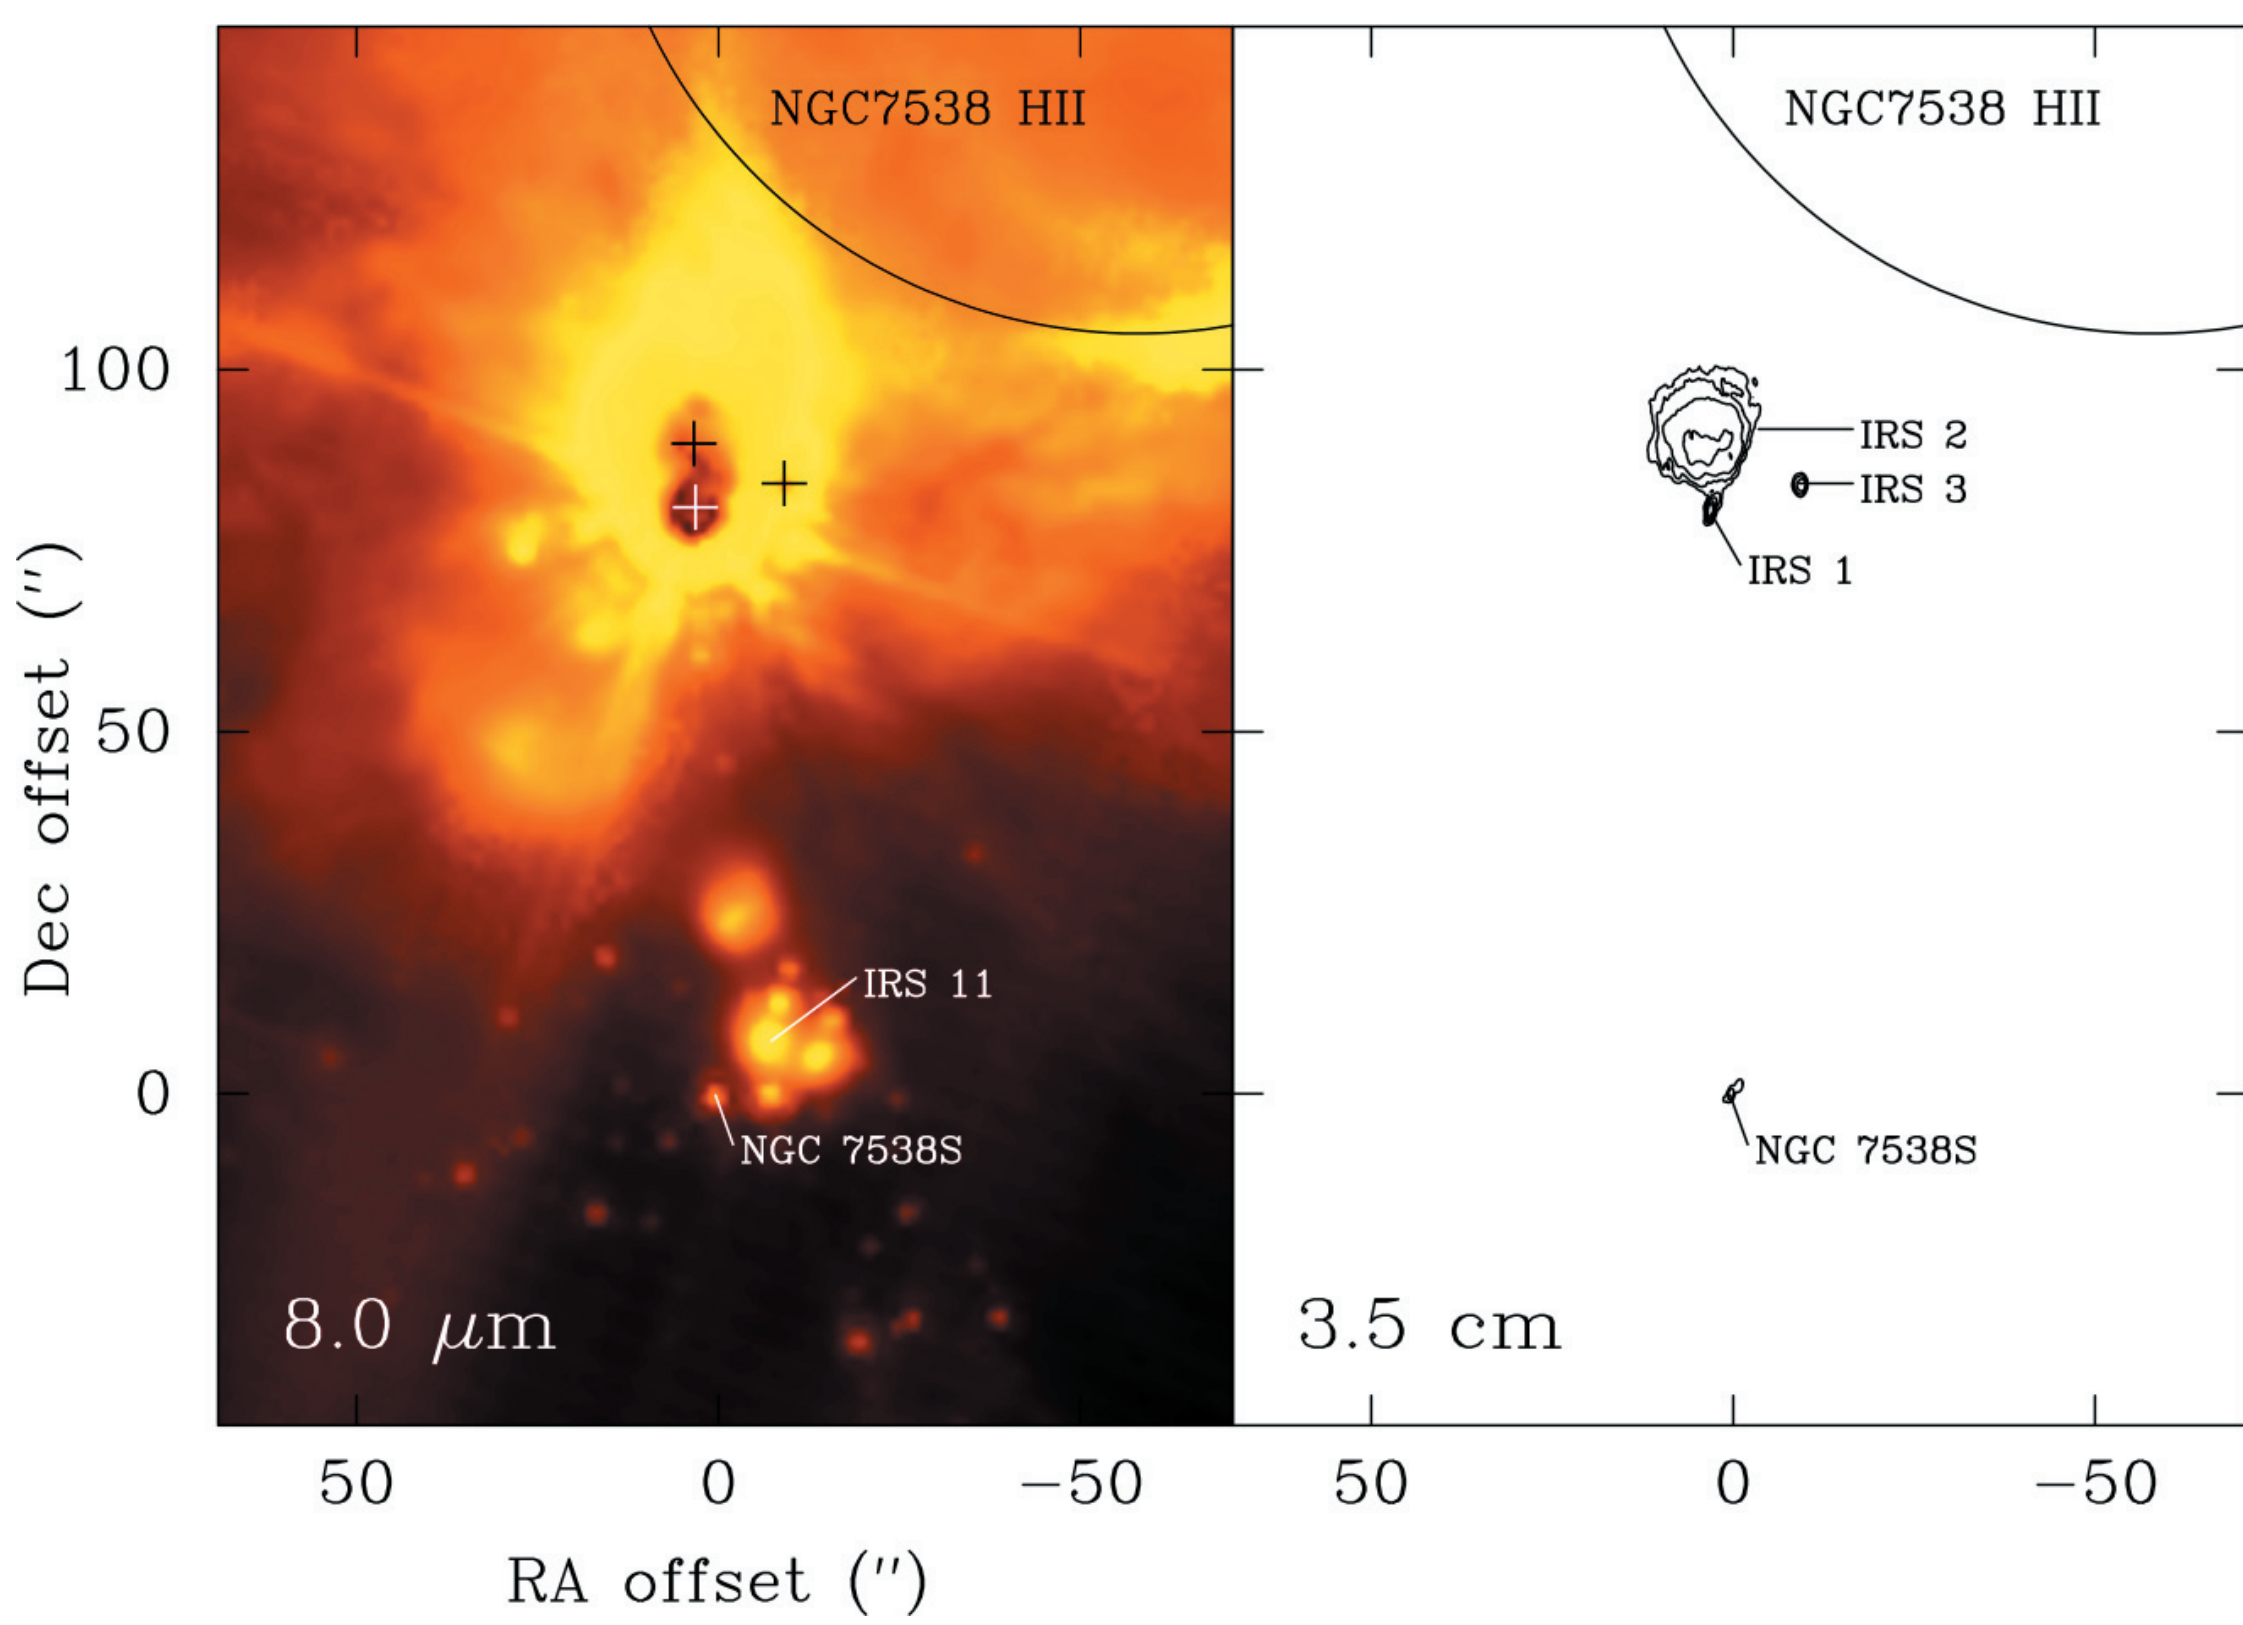 NGC7538 HII
NGC7538 HII
100
IRS 2
IRS 3
IRS 1
Dec offset (")
50
IRS 11
0
NGC 7538S
NGC 7538S
8.0 μm
3.5 cm
50
0
−50
50
0
−50
RA offset (")